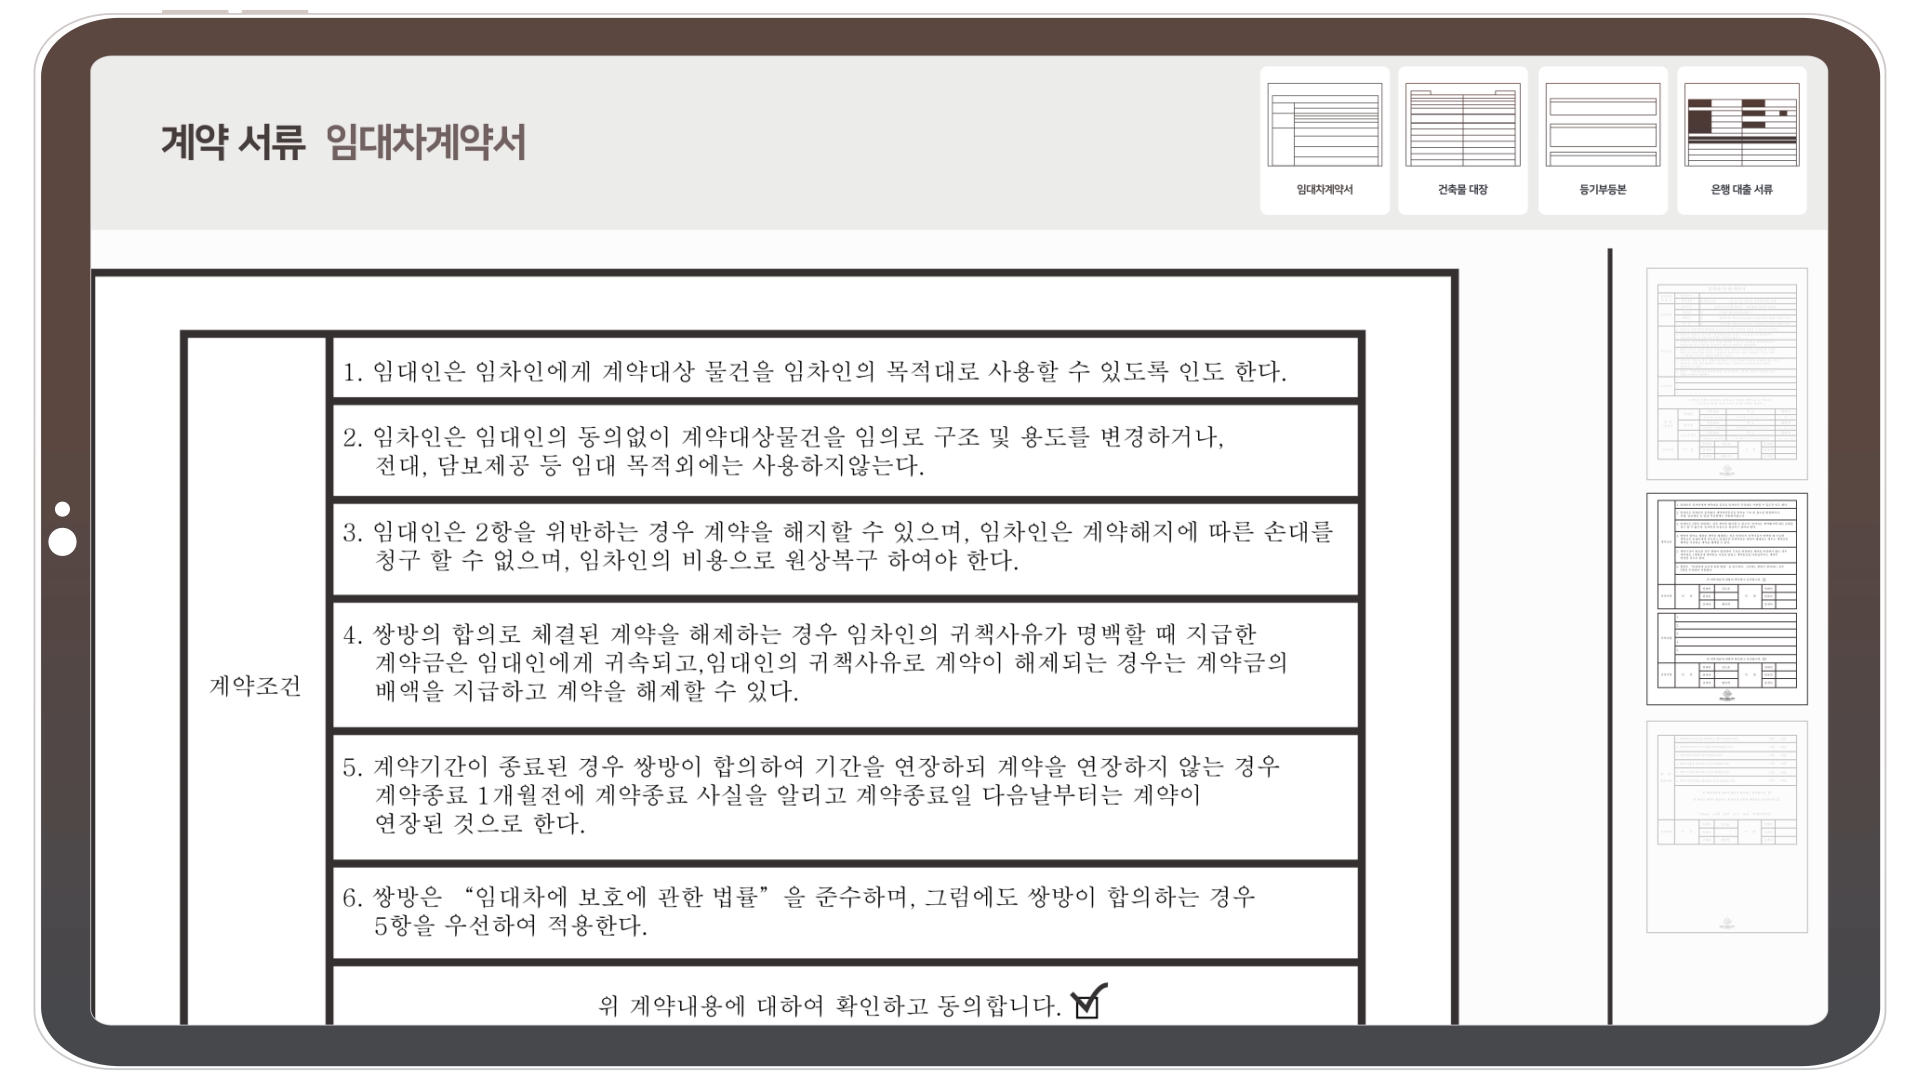 계약 서류 임대차계약서
임대차계약서
건축물 대장
등기부등본
은행 대출 서류
계약조건
1. 임대인은 임차인에게 계약대상 물건을 임차인의 목적대로 사용할 수 있도록 인도 한다.
2. 임차인은 임대인의 동의없이 계약대상물건을 임의로 구조 및 용도를 변경하거나,
전대, 담보제공 등 임대 목적외에는 사용하지않는다.
3. 임대인은 2항을 위반하는 경우 계약을 해지할 수 있으며, 임차인은 계약해지에 따른 손대를
청구 할 수 없으며, 임차인의 비용으로 원상복구 하여야 한다.
4. 쌍방의 합의로 체결된 계약을 해제하는 경우 임차인의 귀책사유가 명백할 때 지급한
계약금은 임대인에게 귀속되고,임대인의 귀책사유로 계약이 해제되는 경우는 계약금의
배액을 지급하고 계약을 해제할 수 있다.
5. 계약기간이 종료된 경우 쌍방이 합의하여 기간을 연장하되 계약을 연장하지 않는 경우
계약종료 1개월전에 계약종료 사실을 알리고 계약종료일 다음날부터는 계약이
연장된 것으로 한다.
6. 쌍방은 “임대차에 보호에 관한 법률”을 준수하며, 그럼에도 쌍방이 합의하는 경우
5항을 우선하여 적용한다.
위 계약내용에 대하여 확인하고 동의합니다.